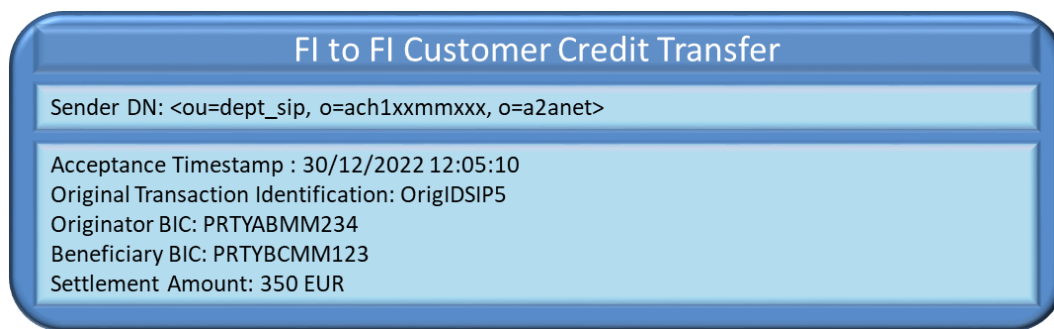 FI to FI Customer Credit Transfer
Sender DN: <ou=dept_sip, o=ach1xxmmxxx, o=a2anet>
Acceptance Timestamp : 30/12/2022 12:05:10
Original Transaction Identification: OrigIDSIP5
Originator BIC: PRTYABMM234
Beneficiary BIC: PRTYBCMM123
Settlement Amount: 350 EUR